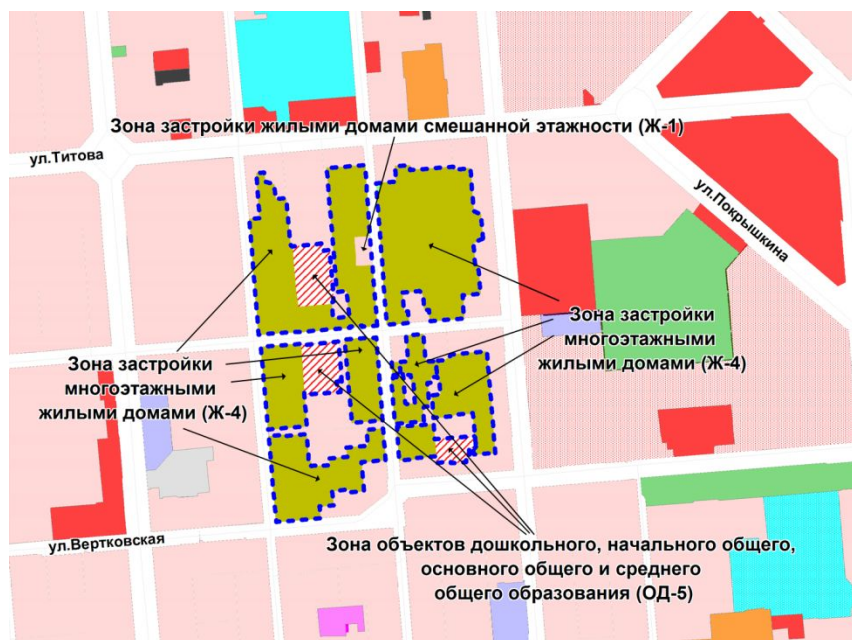 Зона застройки жилыми домами смешанной этажности (Ж-1)
ул.Титова
ул.Покрышкина
Зона застройки
многоэтажными
жилыми домами (Ж-4)
Зона застройки
многоэтажными
жилыми домами (Ж-4)
ул.Вертковская
Зона объектов дошкольного, начального общего,
основного общего и среднего
общего образования (ОД-5)